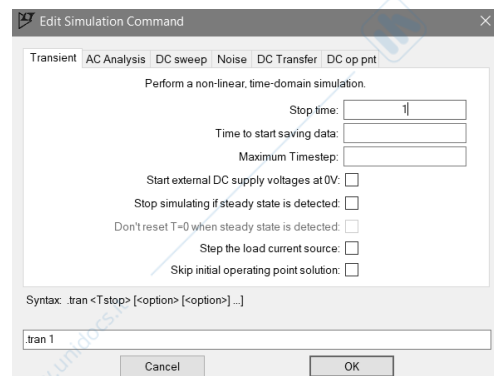 Edit Simulation Command
Transient AC Analysis DC sweep Noise DC Transfer DC op pnt
Perform a non-linear, time-domain simulation.
Stop time: 1
Time to start saving data:
Maximum Timestep:
Start external DC supply voltages at 0V:
Stop simulating if steady state is detected:
Don't reset T=0 when steady state is detected:
Step the load current source:
Skip initial operating point solution:
Syntax: .tran <Tstop> [<option> [<option>] ...]
.tran 1
Cancel OK